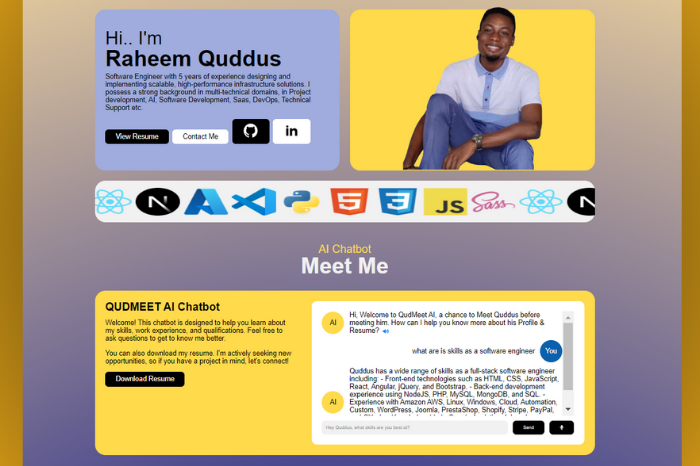 Hi.. I'm
Raheem Quddus
Software Engineer with 5 years of experience designing and
implementing scalable, high-performance infrastructure solutions. I
possess a strong background in multi-technical domains, in Project
development, AI, Software Development, Saas, DevOps, Technical
Support etc.
View Resume
Contact Me
in
N
5
3
JS
Sass
N
AI Chatbot
Meet Me
QUDMEET AI Chatbot
Welcome! This chatbot is designed to help you learn about
my skills, work experience, and qualifications. Feel free to
ask questions to get to know me better.
You can also download my resume. I'm actively seeking new
opportunities, so if you have a project in mind, let's connect!
Download Resume
AI
Hi, Welcome to QudMeet AI, a chance to Meet Quddus before
meeting him. How can I help you know more about his Profile &
Resume?
what are is skills as a software engineer
You
Quddus has a wide range of skills as a full-stack software engineer
including: - Front-end technologies such as HTML, CSS, JavaScript,
React, Angular, jQuery, and Bootstrap. - Back-end development
experience using NodeJS, PHP, MySQL, MongoDB, and SQL. -
AI
Experience with Amazon AWS, Linux, Windows, Cloud, Automation,
Custom, WordPress, Joomla, PrestaShop, Shopify, Stripe, PayPal,
Hey Quddus, what skills are you best at?
Send